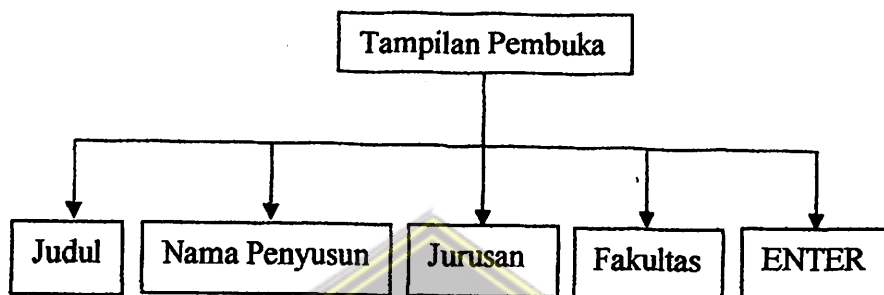 Tampilan Pembuka
Judul
Nama Penyusun
Jurusan
Fakultas
ENTER